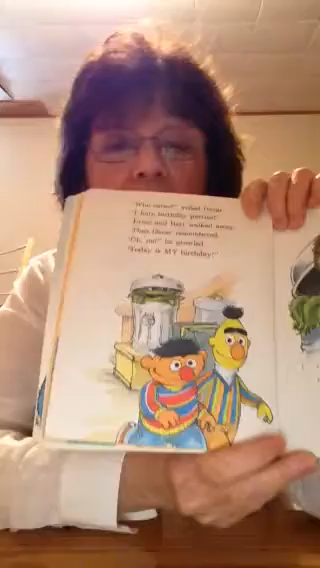 "Who cares?" yelled Oscar.
"I hate birthday parties!"
Ernie and Bert walked away.
Then Oscar remembered.
"Oh, no!" he growled.
"Today is MY birthday!"